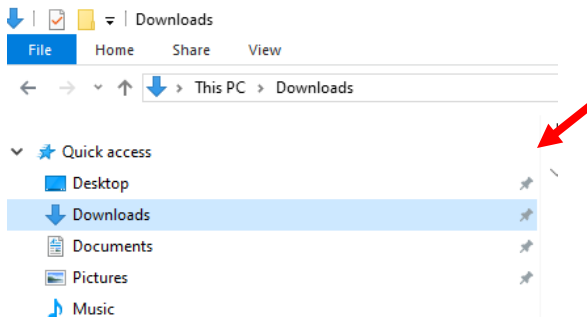 Downloads
File Home Share View
This PC > Downloads
Quick access
Desktop
Downloads
Documents
Pictures
Music